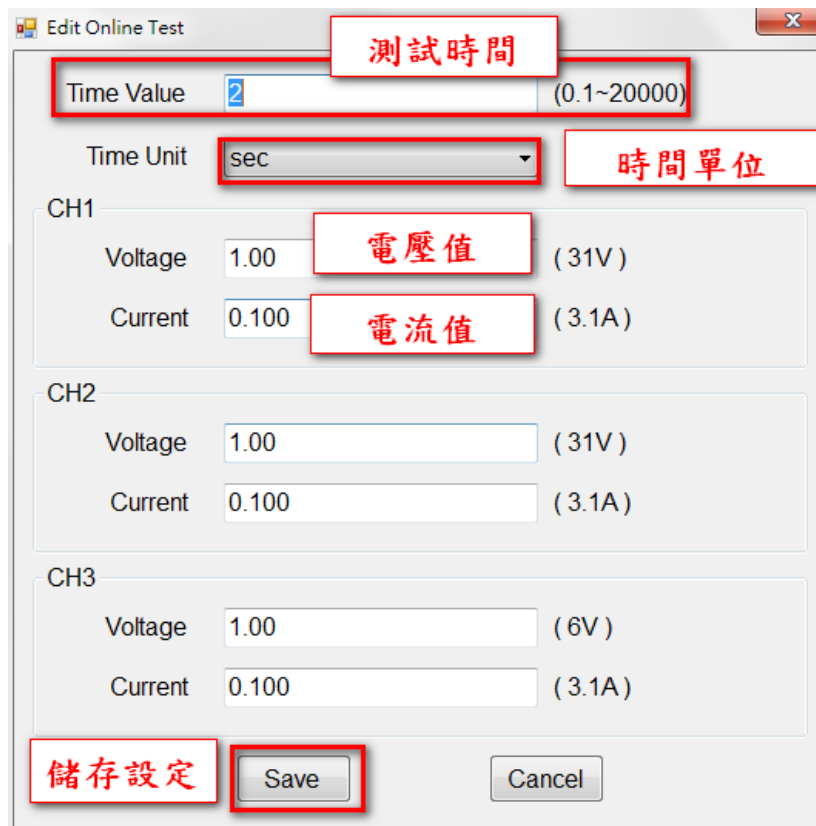 Edit Online Test
測試時間
Time Value 2 (0.1~20000)
Time Unit sec 時間單位
CH1
Voltage 1.00 電壓值 ( 31V )
Current 0.100 電流值 ( 3.1A )
CH2
Voltage 1.00 ( 31V )
Current 0.100 ( 3.1A )
CH3
Voltage 1.00 ( 6V )
Current 0.100 ( 3.1A )
儲存設定 Save Cancel